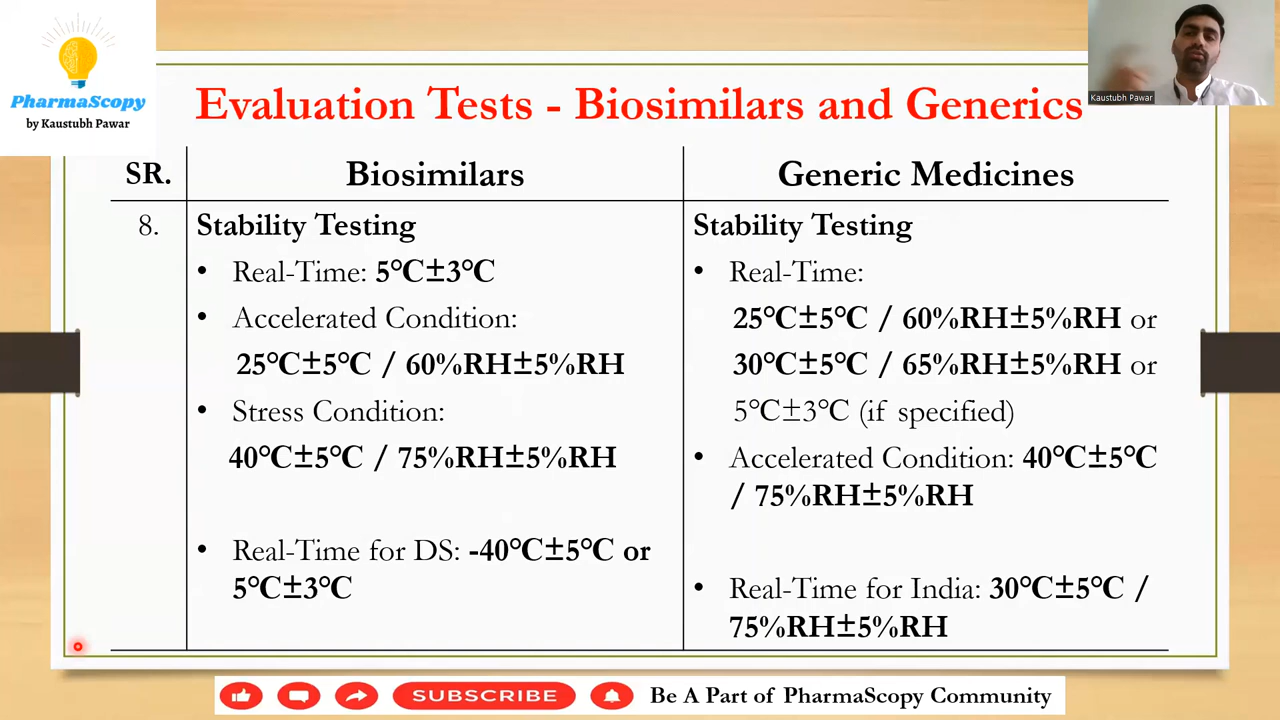 PharmaScopy
by Kaustubh Pawar
Kaustubh Pawar
Evaluation Tests - Biosimilars and Generics
SR.
Biosimilars
Generic Medicines
8.
Stability Testing
• Real-Time: 5℃±3℃
• Accelerated Condition:
25℃±5℃ / 60%RH±5%RH
• Stress Condition:
40℃±5℃ / 75%RH±5%RH
• Real-Time for DS: -40℃±5℃ or
5℃±3℃
Stability Testing
• Real-Time:
25℃±5℃ / 60%RH±5%RH or
30℃±5℃ / 65%RH±5%RH or
5℃±3℃ (if specified)
• Accelerated Condition: 40℃±5℃
/ 75%RH±5%RH
• Real-Time for India: 30℃±5℃ /
75%RH±5%RH
SUBSCRIBE
Be A Part of PharmaScopy Community